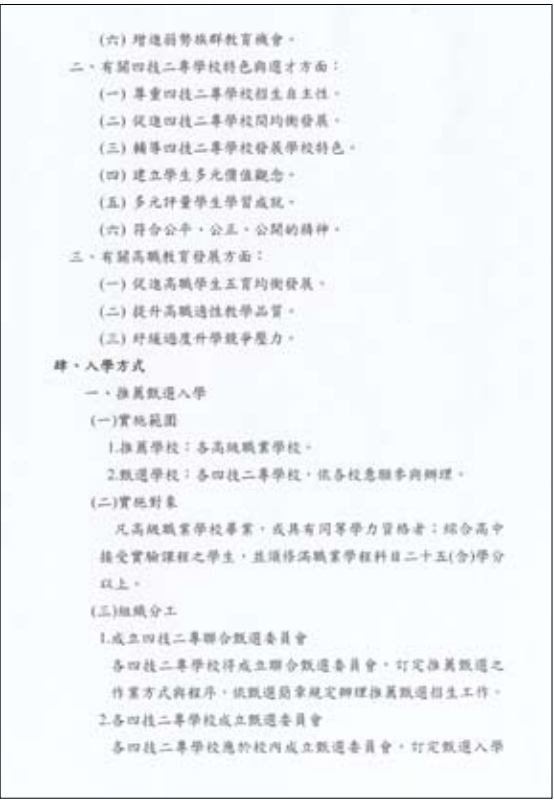 (六) 增進弱勢族群教育機會。
二、有關四技二專學校特色與選才方面：
(一) 尊重四技二專學校招生自主性。
(二) 促進四技二專學校間均衡發展。
(三) 輔導四技二專學校發展學校特色。
(四) 建立學生多元價值觀念。
(五) 多元評量學生學習成就。
(六) 符合公平、公正、公開的精神。
三、有關高職教育發展方面：
(一) 促進高職學生五育均衡發展。
(二) 提升高職適性教學品質。
(三) 紓緩過度升學競爭壓力。
肆、入學方式
一、推薦甄選入學
(一)實施範圍
1.推薦學校：各高級職業學校。
2.甄選學校：各四技二專學校，依各校意願參與辦理。
(二)實施對象
凡高級職業學校畢業，或具有同等學力資格者；綜合高中
接受實驗課程之學生，並須修滿職業學程科目二十五(含)學分
以上。
(三)組織分工
1.成立四技二專聯合甄選委員會
各四技二專學校得成立聯合甄選委員會，訂定推薦甄選之
作業方式與程序，依甄選簡章規定辦理推薦甄選招生工作。
2.各四技二專學校成立甄選委員會
各四技二專學校應於校內成立甄選委員會，訂定甄選入學